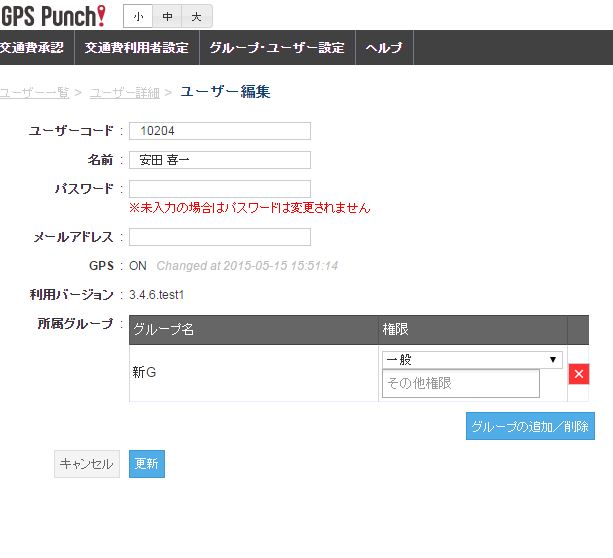 GPS Punch! 小 中 大
交通費承認 交通費利用者設定 グループ・ユーザー設定 ヘルプ
ユーザー一覧 > ユーザー詳細 > ユーザー編集
ユーザーコード : 10204
名前 : 安田 喜一
パスワード :
※未入力の場合はパスワードは変更されません
メールアドレス :
GPS : ON Changed at 2015-05-15 15:51:14
利用バージョン : 3.4.6.test1
所属グループ : グループ名 権限
新G 一般 ▼
その他権限
グループの追加／削除
キャンセル 更新